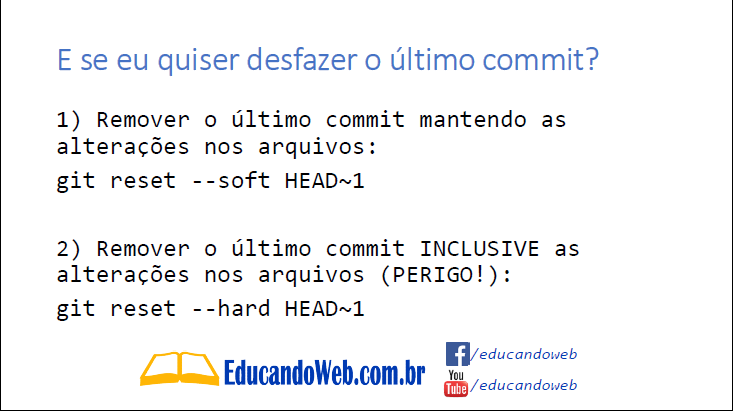 E se eu quiser desfazer o último commit?
1) Remover o último commit mantendo as
alterações nos arquivos:
git reset --soft HEAD~1
2) Remover o último commit INCLUSIVE as
alterações nos arquivos (PERIGO!):
git reset --hard HEAD~1
EducandoWeb.com.br
f /educandoweb
You
Tube /educandoweb